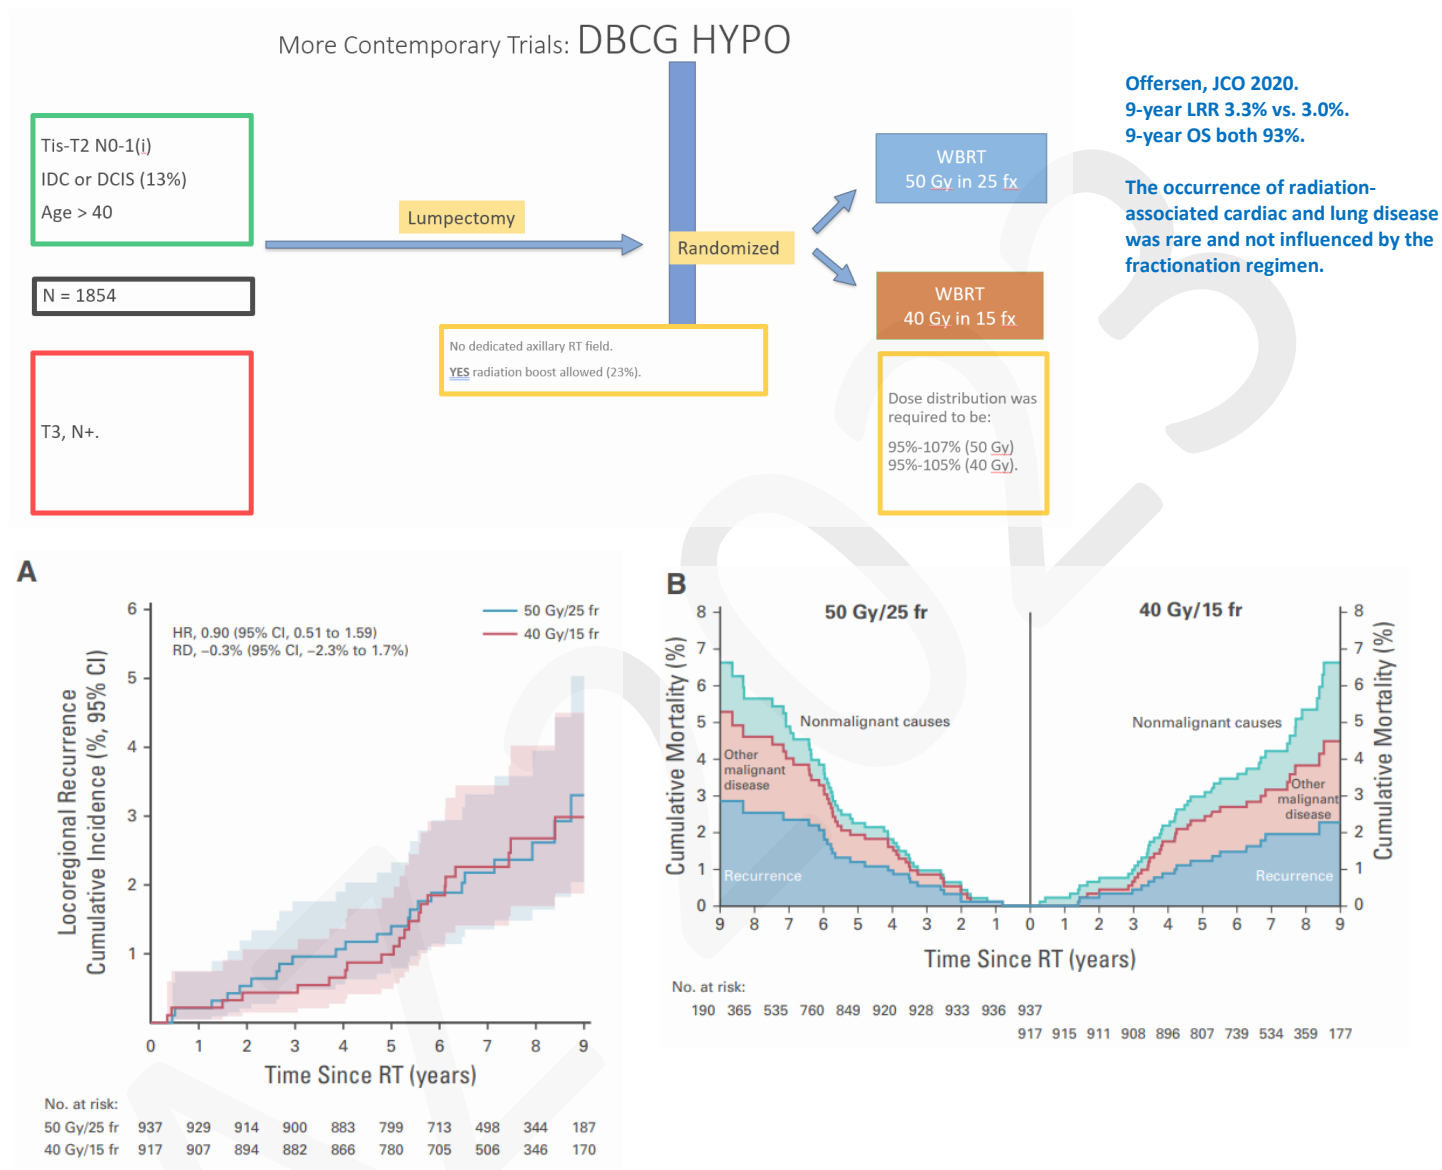 More Contemporary Trials: DBCG HYPO
Tis-T2 N0-1(i)
IDC or DCIS (13%)
Age > 40
N = 1854
T3, N+.
Lumpectomy
Randomized
No dedicated axillary RT field.
YES radiation boost allowed (23%).
WBRT
50 Gy in 25 fx
WBRT
40 Gy in 15 fx
Dose distribution was
required to be:
95%-107% (50 Gy)
95%-105% (40 Gy).
Offersen, JCO 2020.
9-year LRR 3.3% vs. 3.0%.
9-year OS both 93%.
The occurrence of radiation-
associated cardiac and lung disease
was rare and not influenced by the
fractionation regimen.
A
50 Gy/25 fr
40 Gy/15 fr
HR, 0.90 (95% CI, 0.51 to 1.59)
RD, −0.3% (95% CI, −2.3% to 1.7%)
Locoregional Recurrence
Cumulative Incidence (%, 95% CI)
6
5
4
3
2
1
0 1 2 3 4 5 6 7 8 9
Time Since RT (years)
No. at risk:
50 Gy/25 fr 937 929 914 900 883 799 713 498 344 187
40 Gy/15 fr 917 907 894 882 866 780 705 506 346 170
B
50 Gy/25 fr
40 Gy/15 fr
Cumulative Mortality (%)
8
7
6
5
4
3
2
1
0
Nonmalignant causes
Other
malignant
disease
Recurrence
Nonmalignant causes
Other
malignant
disease
Recurrence
8
7
6
5
4
3
2
1
0
Cumulative Mortality (%)
9 8 7 6 5 4 3 2 1 0 1 2 3 4 5 6 7 8 9
Time Since RT (years)
No. at risk:
190 365 535 760 849 920 928 933 936 937
917 915 911 908 896 807 739 534 359 177